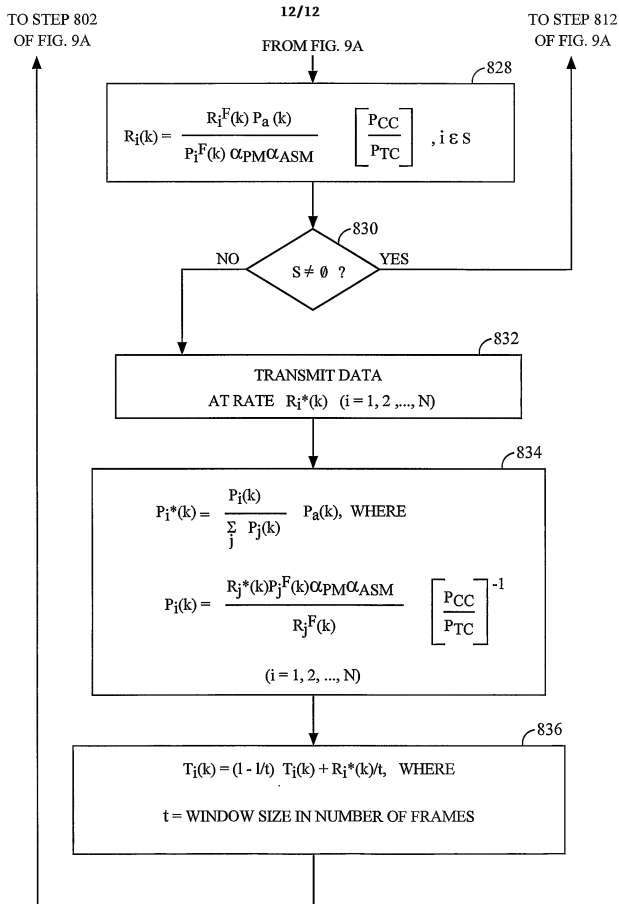 12/12
TO STEP 802
OF FIG. 9A
TO STEP 812
OF FIG. 9A
FROM FIG. 9A
828
Rᵢ(k) = Rᵢᶠ(k) Pₐ(k) / Pᵢᶠ(k) αPMαASM [PCC / PTC] , i ε S
830
NO
S ≠ ∅ ?
YES
832
TRANSMIT DATA
AT RATE Rᵢ*(k) (i = 1, 2 ,..., N)
834
Pᵢ*(k) = Pᵢ(k) / Σⱼ Pⱼ(k) Pₐ(k), WHERE
Pᵢ(k) = Rⱼ*(k)Pⱼᶠ(k)αPMαASM / Rⱼᶠ(k) [PCC / PTC]⁻¹
(i = 1, 2, ..., N)
836
Tᵢ(k) = (1 - 1/t) Tᵢ(k) + Rᵢ*(k)/t, WHERE
t = WINDOW SIZE IN NUMBER OF FRAMES